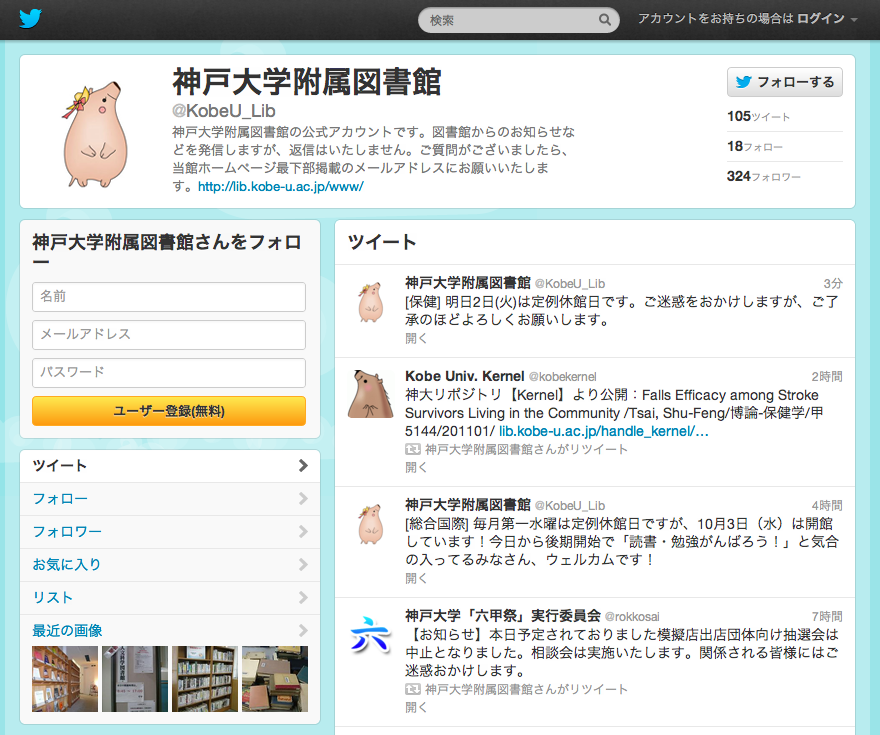 検索
アカウントをお持ちの場合は ログイン
神戸大学附属図書館
@KobeU_Lib
神戸大学附属図書館の公式アカウントです。図書館からのお知らせな
どを発信しますが、返信はいたしません。ご質問がございましたら、
当館ホームページ最下部掲載のメールアドレスにお願いいたしま
す。http://lib.kobe-u.ac.jp/www/
フォローする
105ツイート
18フォロー
324フォロワー
神戸大学附属図書館さんをフォロ
ー
名前
メールアドレス
パスワード
ユーザー登録(無料)
ツイート
フォロー
フォロワー
お気に入り
リスト
最近の画像
ツイート
神戸大学附属図書館 @KobeU_Lib 3分
[保健] 明日2日(火)は定例休館日です。ご迷惑をおかけしますが、ご了
承のほどよろしくお願いします。
開く
Kobe Univ. Kernel @kobekernel 2時間
神大リポジトリ【Kernel】より公開：Falls Efficacy among Stroke
Survivors Living in the Community /Tsai, Shu-Feng/博論-保健学/甲
5144/201101/ lib.kobe-u.ac.jp/handle_kernel/…
神戸大学附属図書館さんがリツイート
開く
神戸大学附属図書館 @KobeU_Lib 4時間
[総合国際] 毎月第一水曜は定例休館日ですが、10月3日（水）は開館
しています！今日から後期開始で「読書・勉強がんばろう！」と気合
の入ってるみなさん、ウェルカムです！
開く
六
神戸大学「六甲祭」実行委員会 @rokkosai 7時間
【お知らせ】本日予定されておりました模擬店出店団体向け抽選会は
中止となりました。相談会は実施いたします。関係される皆様にはご
迷惑おかけします。
神戸大学附属図書館さんがリツイート
開く